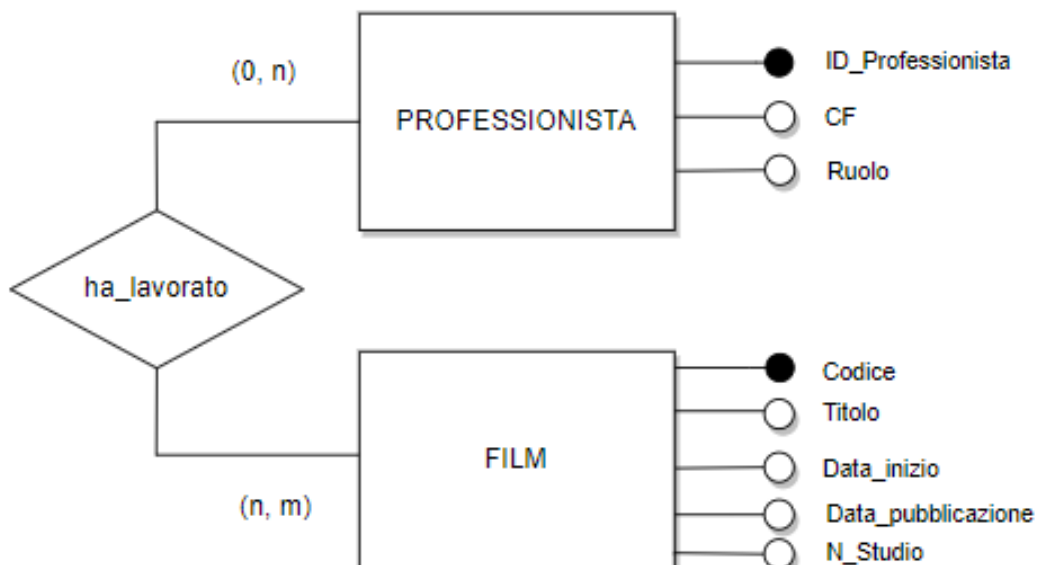 (0, n)
PROFESSIONISTA
ID_Professionista
CF
Ruolo
ha_lavorato
(n, m)
FILM
Codice
Titolo
Data_inizio
Data_pubblicazione
N_Studio